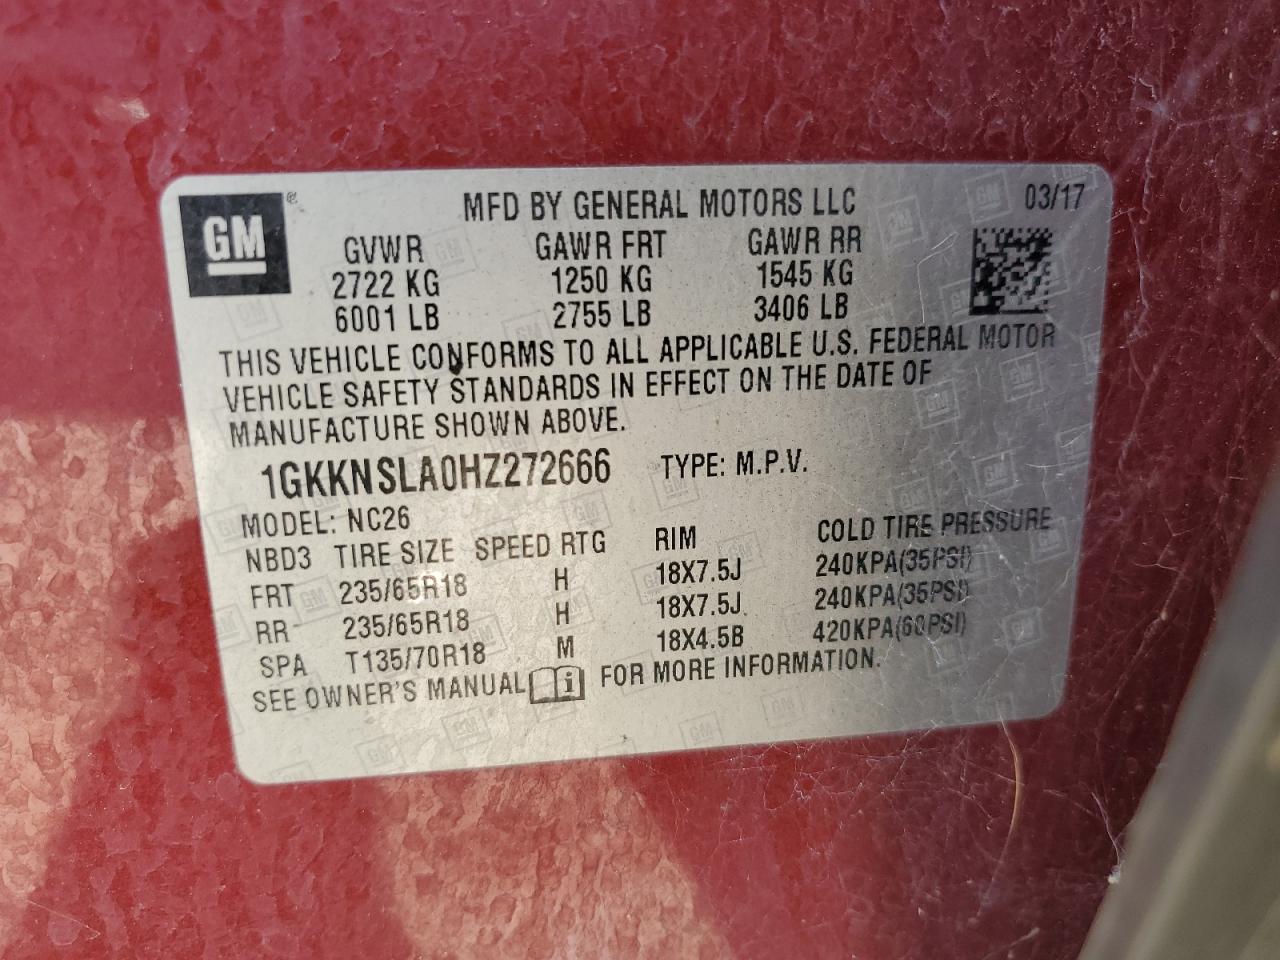 GM ® MFD BY GENERAL MOTORS LLC 03/17
GVWR GAWR FRT GAWR RR
2722 KG 1250 KG 1545 KG
6001 LB 2755 LB 3406 LB
THIS VEHICLE CONFORMS TO ALL APPLICABLE U.S. FEDERAL MOTOR
VEHICLE SAFETY STANDARDS IN EFFECT ON THE DATE OF
MANUFACTURE SHOWN ABOVE.
1GKKNSLA0HZ272666 TYPE: M.P.V.
MODEL: NC26
NBD3 TIRE SIZE SPEED RTG RIM COLD TIRE PRESSURE
FRT 235/65R18 H 18X7.5J 240KPA(35PSI)
RR 235/65R18 H 18X7.5J 240KPA(35PSI)
SPA T135/70R18 M 18X4.5B 420KPA(60PSI)
SEE OWNER'S MANUAL i FOR MORE INFORMATION.